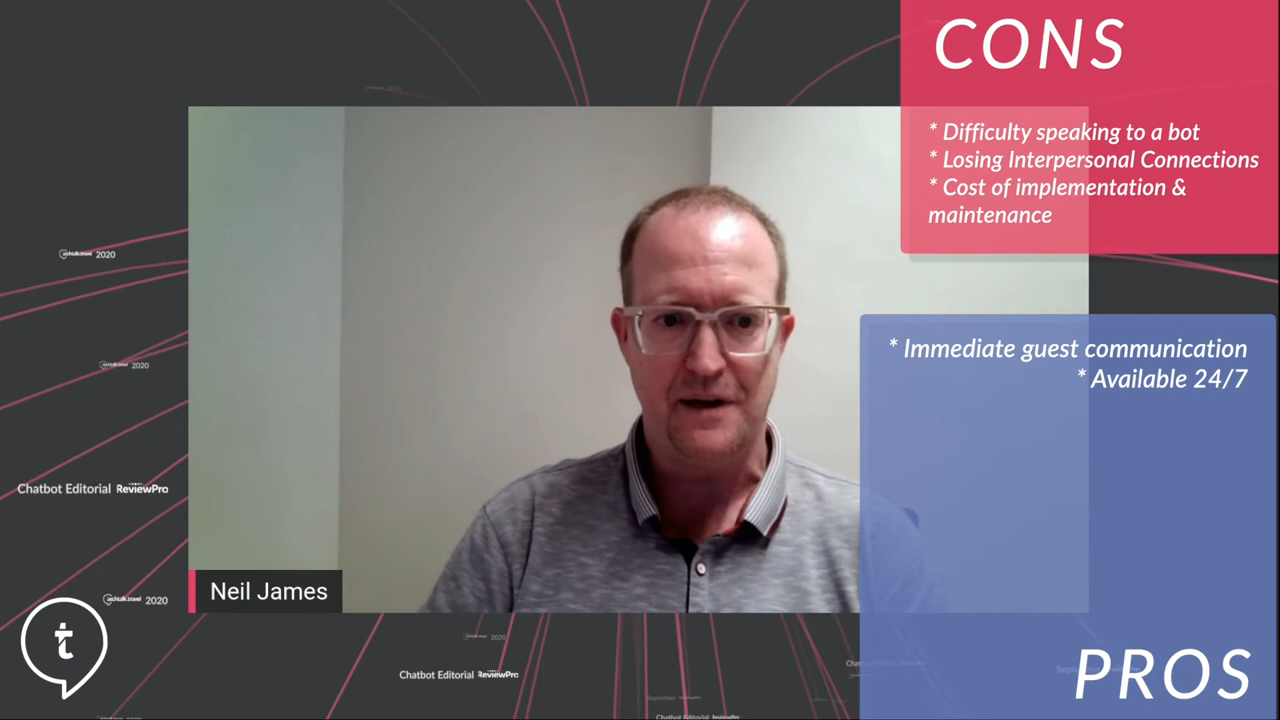 CONS
* Difficulty speaking to a bot
* Losing Interpersonal Connections
* Cost of implementation &
maintenance
2020
* Immediate guest communication
* Available 24/7
2020
Chatbot Editorial ReviewPro
Neil James
2020
t
2020
Chatbot Editorial ReviewPro
PROS